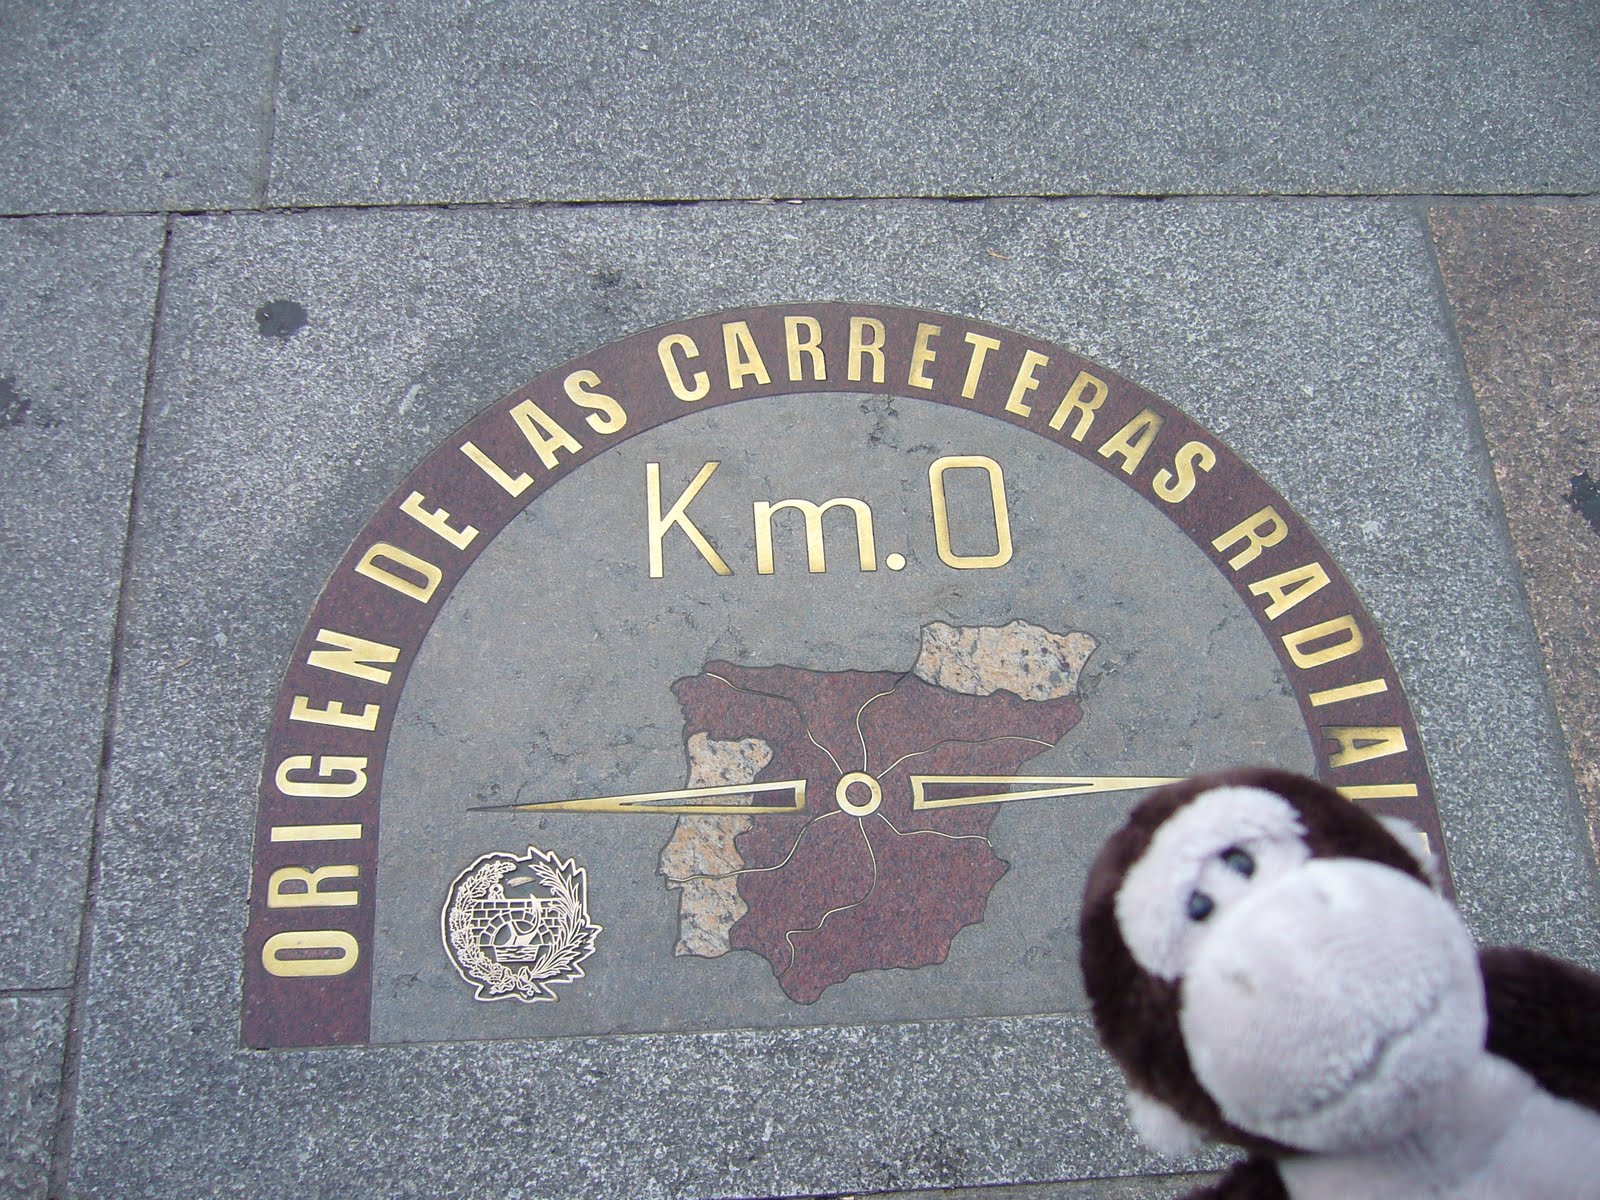 ORIGEN DE LAS CARRETERAS
Km.0